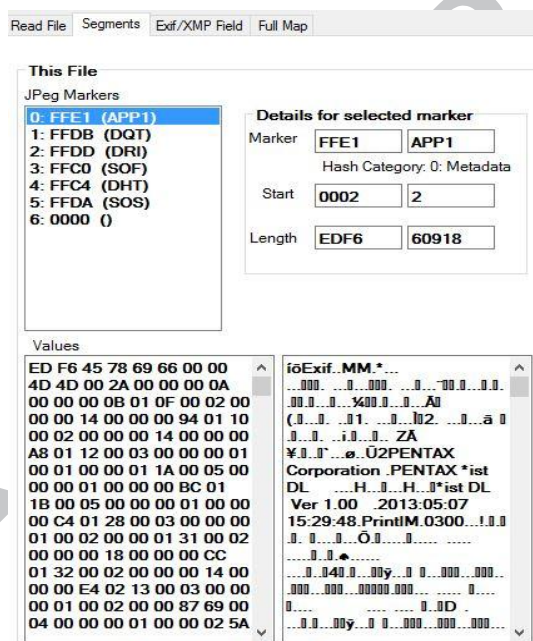 Read File Segments Exif/XMP Field Full Map
This File
JPeg Markers
0: FFE1 (APP1)
1: FFDB (DQT)
2: FFDD (DRI)
3: FFC0 (SOF)
4: FFC4 (DHT)
5: FFDA (SOS)
6: 0000 ()
Details for selected marker
Marker FFE1 APP1
Hash Category: 0: Metadata
Start 0002 2
Length EDF6 60918
Values
ED F6 45 78 69 66 00 00
4D 4D 00 2A 00 00 00 0A
00 00 00 0B 01 0F 00 02 00
00 00 14 00 00 00 94 01 10
00 02 00 00 00 14 00 00 00
A8 01 12 00 03 00 00 00 01
00 01 00 00 01 1A 00 05 00
00 00 01 00 00 00 BC 01
1B 00 05 00 00 00 01 00 00
00 C4 01 28 00 03 00 00 00
01 00 02 00 00 01 31 00 02
00 00 00 18 00 00 00 CC
01 32 00 02 00 00 00 14 00
00 00 E4 02 13 00 03 00 00
00 01 00 02 00 00 87 69 00
04 00 00 00 01 00 00 02 5A
íöExif..MM.*...
PENTAX
Corporation .PENTAX *ist
DL ....H...H...*ist DL
Ver 1.00 .2013:05:07
15:29:48.PrintIM.0300...!